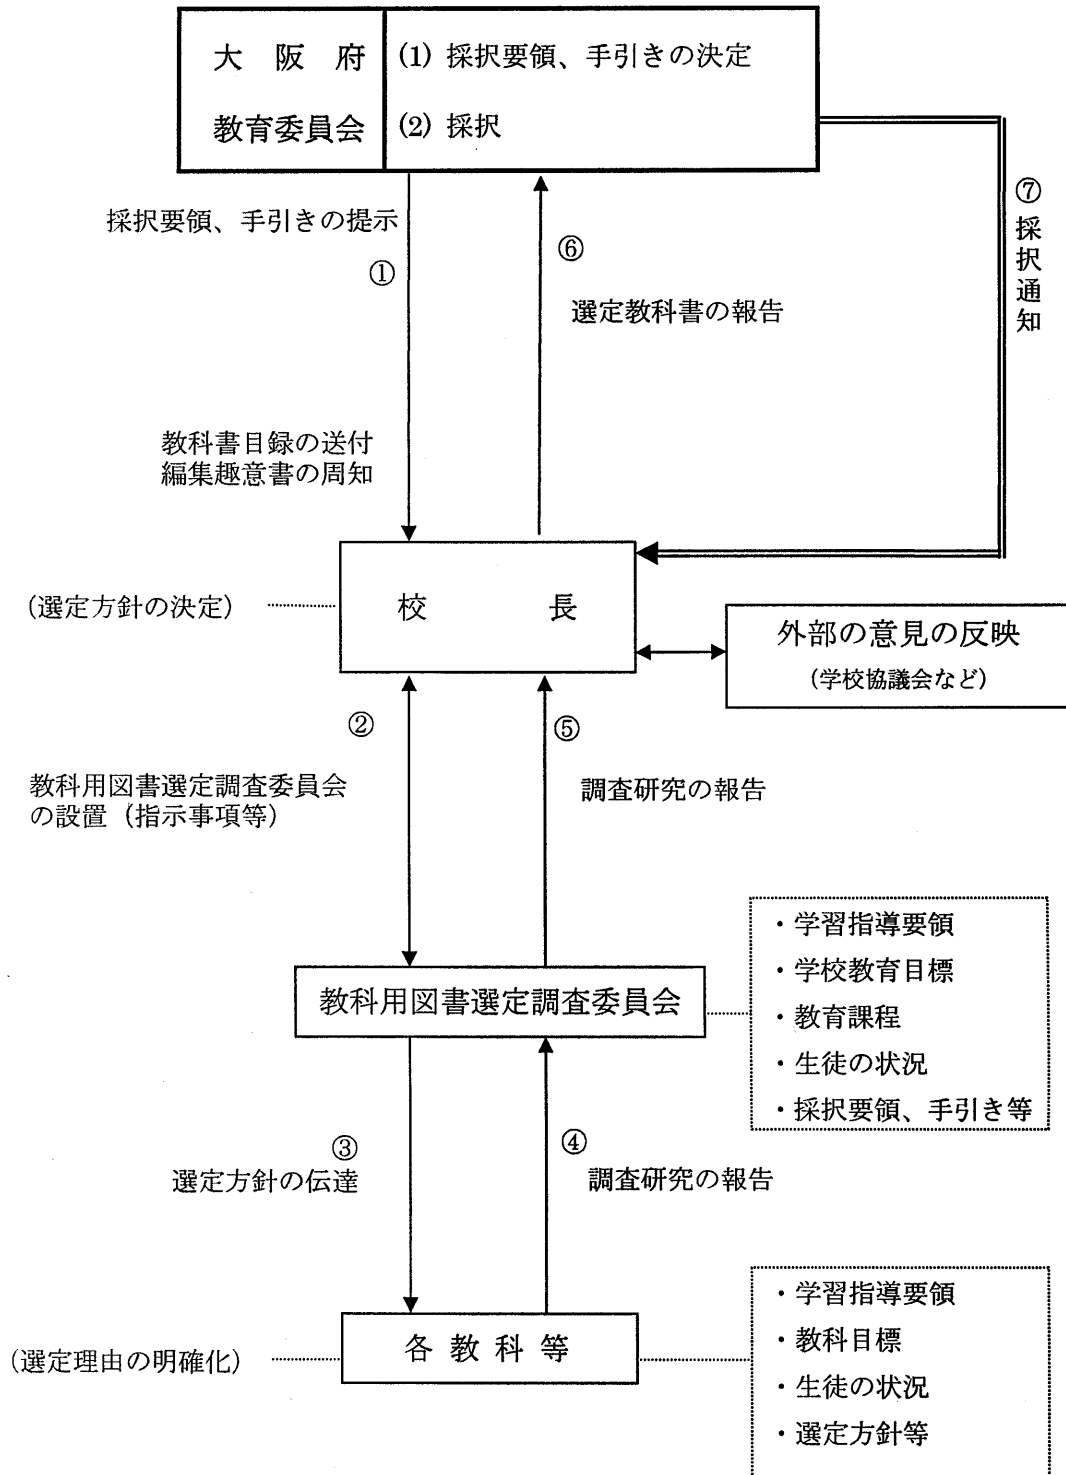 大阪府
教育委員会
(1) 採択要領、手引きの決定
(2) 採択
採択要領、手引きの提示
①
⑥
選定教科書の報告
⑦採択通知
教科書目録の送付
編集趣意書の周知
(選定方針の決定)
校長
外部の意見の反映
(学校協議会など)
②
⑤
教科用図書選定調査委員会
の設置(指示事項等)
調査研究の報告
・学習指導要領
・学校教育目標
・教育課程
・生徒の状況
・採択要領、手引き等
教科用図書選定調査委員会
③
選定方針の伝達
④
調査研究の報告
・学習指導要領
・教科目標
・生徒の状況
・選定方針等
各教科等
(選定理由の明確化)